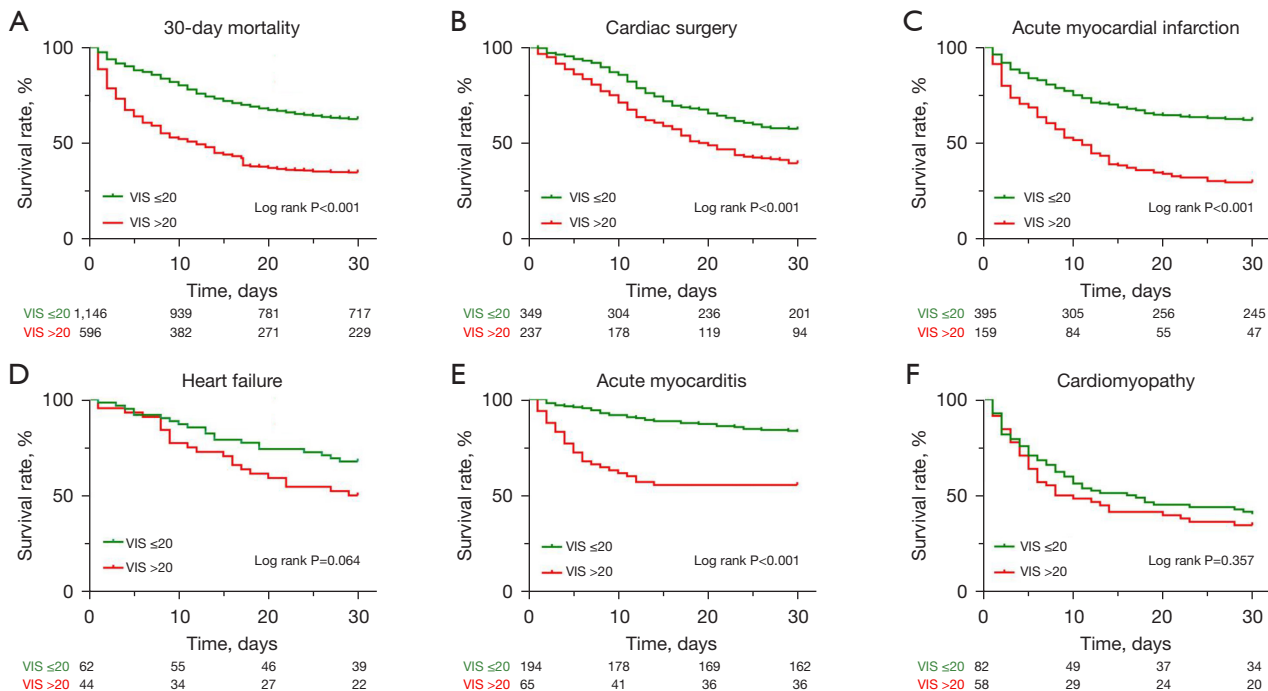 A
30-day mortality
100
50
0
Survival rate, %
VIS ≤20
VIS >20
Log rank P<0.001
0 10 20 30
Time, days
VIS ≤20 1,146 939 781 717
VIS >20 596 382 271 229
B
Cardiac surgery
100
50
0
Survival rate, %
VIS ≤20
VIS >20
Log rank P<0.001
0 10 20 30
Time, days
VIS ≤20 349 304 236 201
VIS >20 237 178 119 94
C
Acute myocardial infarction
100
50
0
Survival rate, %
VIS ≤20
VIS >20
Log rank P<0.001
0 10 20 30
Time, days
VIS ≤20 395 305 256 245
VIS >20 159 84 55 47
D
Heart failure
100
50
0
Survival rate, %
VIS ≤20
VIS >20
Log rank P=0.064
0 10 20 30
Time, days
VIS ≤20 62 55 46 39
VIS >20 44 34 27 22
E
Acute myocarditis
100
50
0
Survival rate, %
VIS ≤20
VIS >20
Log rank P<0.001
0 10 20 30
Time, days
VIS ≤20 194 178 169 162
VIS >20 65 41 36 36
F
Cardiomyopathy
100
50
0
Survival rate, %
VIS ≤20
VIS >20
Log rank P=0.357
0 10 20 30
Time, days
VIS ≤20 82 49 37 34
VIS >20 58 29 24 20